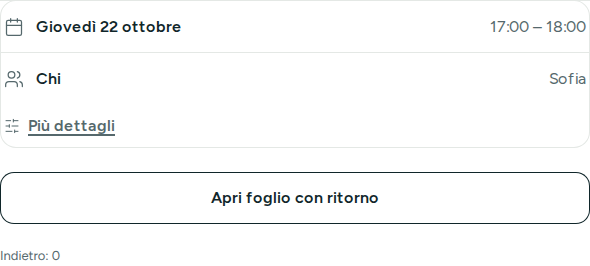 Giovedì 22 ottobre 17:00 – 18:00
Chi Sofia
Più dettagli
Apri foglio con ritorno
Indietro: 0